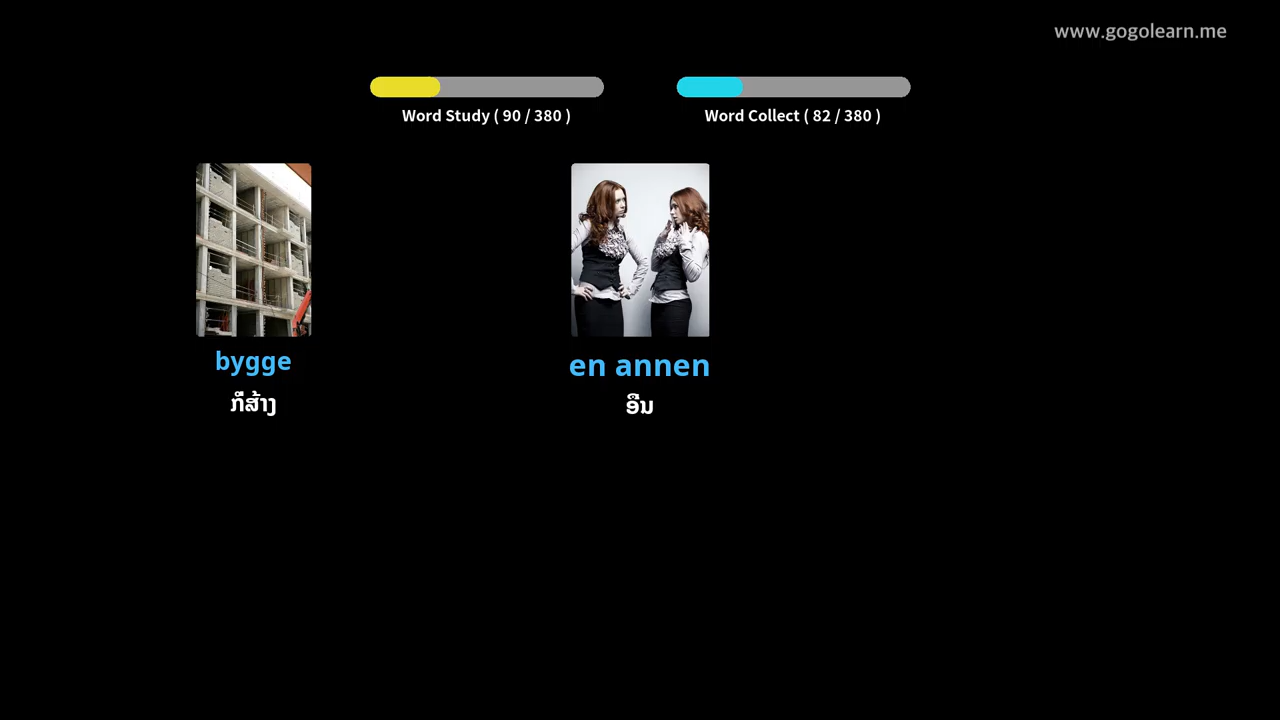 www.gogolearn.me
Word Study ( 90 / 380 )
Word Collect ( 82 / 380 )
bygge
en annen
ກໍ່ສ້າງ
ອື່ນ